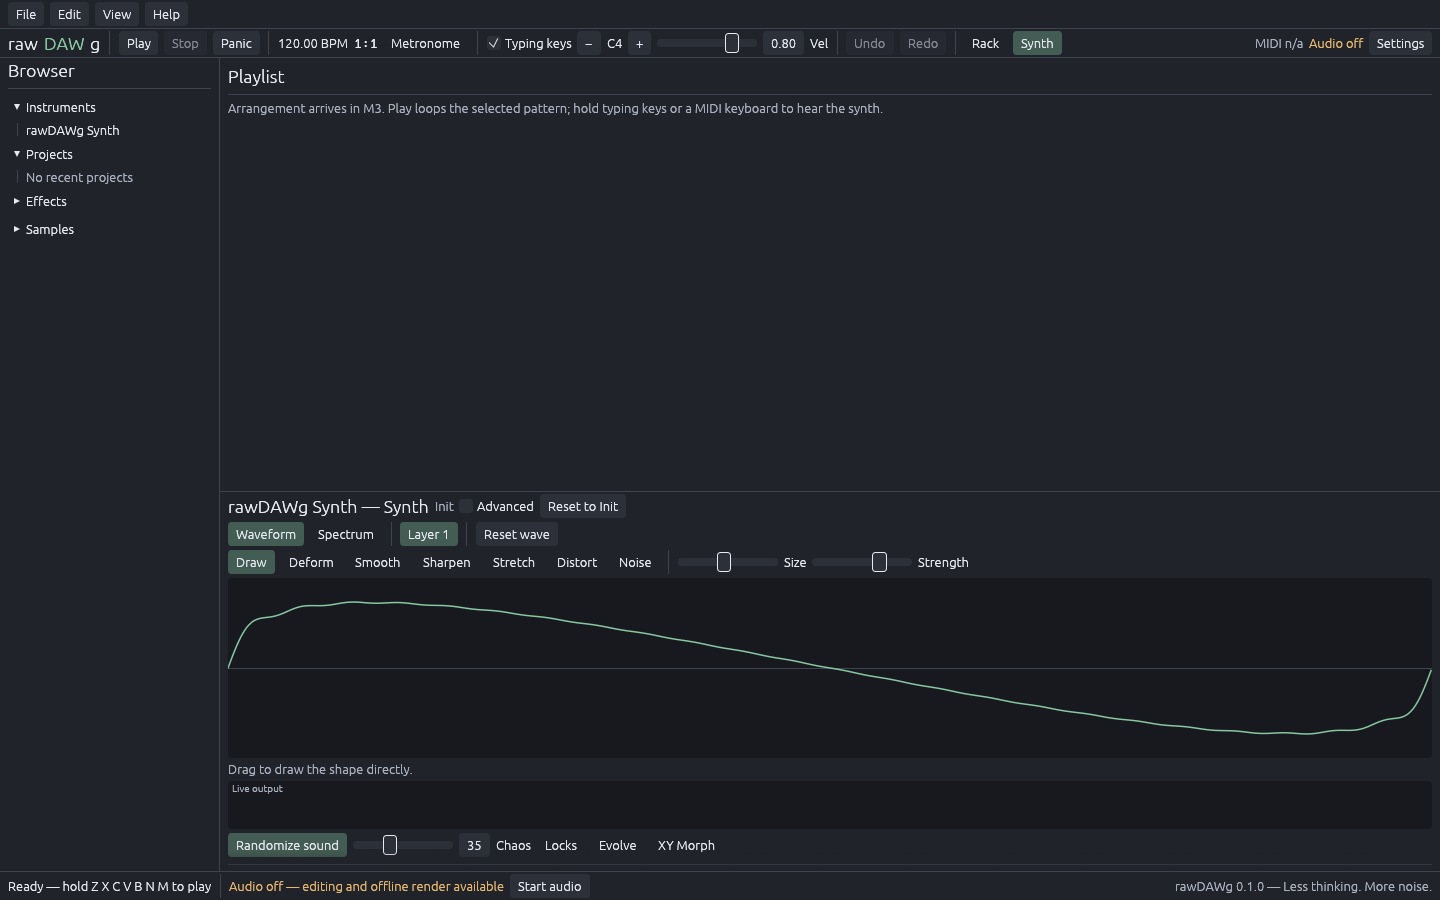 File Edit View Help
raw DAW g Play Stop Panic 120.00 BPM 1:1 Metronome Typing keys – C4 + 0.80 Vel Undo Redo Rack Synth MIDI n/a Audio off Settings
Browser
Instruments
rawDAWg Synth
Projects
No recent projects
Effects
Samples
Playlist
Arrangement arrives in M3. Play loops the selected pattern; hold typing keys or a MIDI keyboard to hear the synth.
rawDAWg Synth — Synth Init Advanced Reset to Init
Waveform Spectrum Layer 1 Reset wave
Draw Deform Smooth Sharpen Stretch Distort Noise Size Strength
Drag to draw the shape directly.
Live output
Randomize sound 35 Chaos Locks Evolve XY Morph
Ready — hold Z X C V B N M to play Audio off — editing and offline render available Start audio rawDAWg 0.1.0 — Less thinking. More noise.